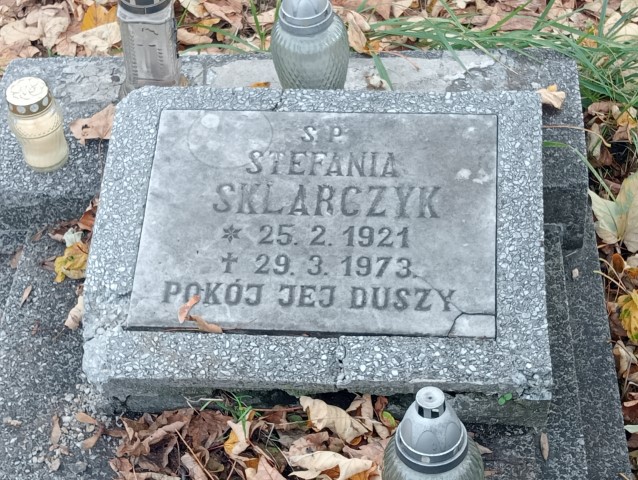 S P
STEFANIA
SKLARCZYK
* 25. 2. 1921
† 29. 3. 1973.
POKÓJ JEJ DUSZY